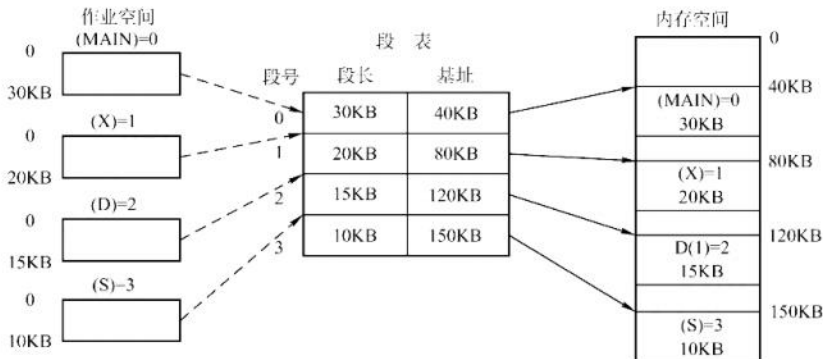 作业空间
(MAIN)=0
0
30KB
(X)=1
0
20KB
(D)=2
0
15KB
(S)=3
0
10KB
段 表
段号 段长 基址
0 30KB 40KB
1 20KB 80KB
2 15KB 120KB
3 10KB 150KB
内存空间
0
40KB
(MAIN)=0
30KB
80KB
(X)=1
20KB
120KB
D(1)=2
15KB
150KB
(S)=3
10KB